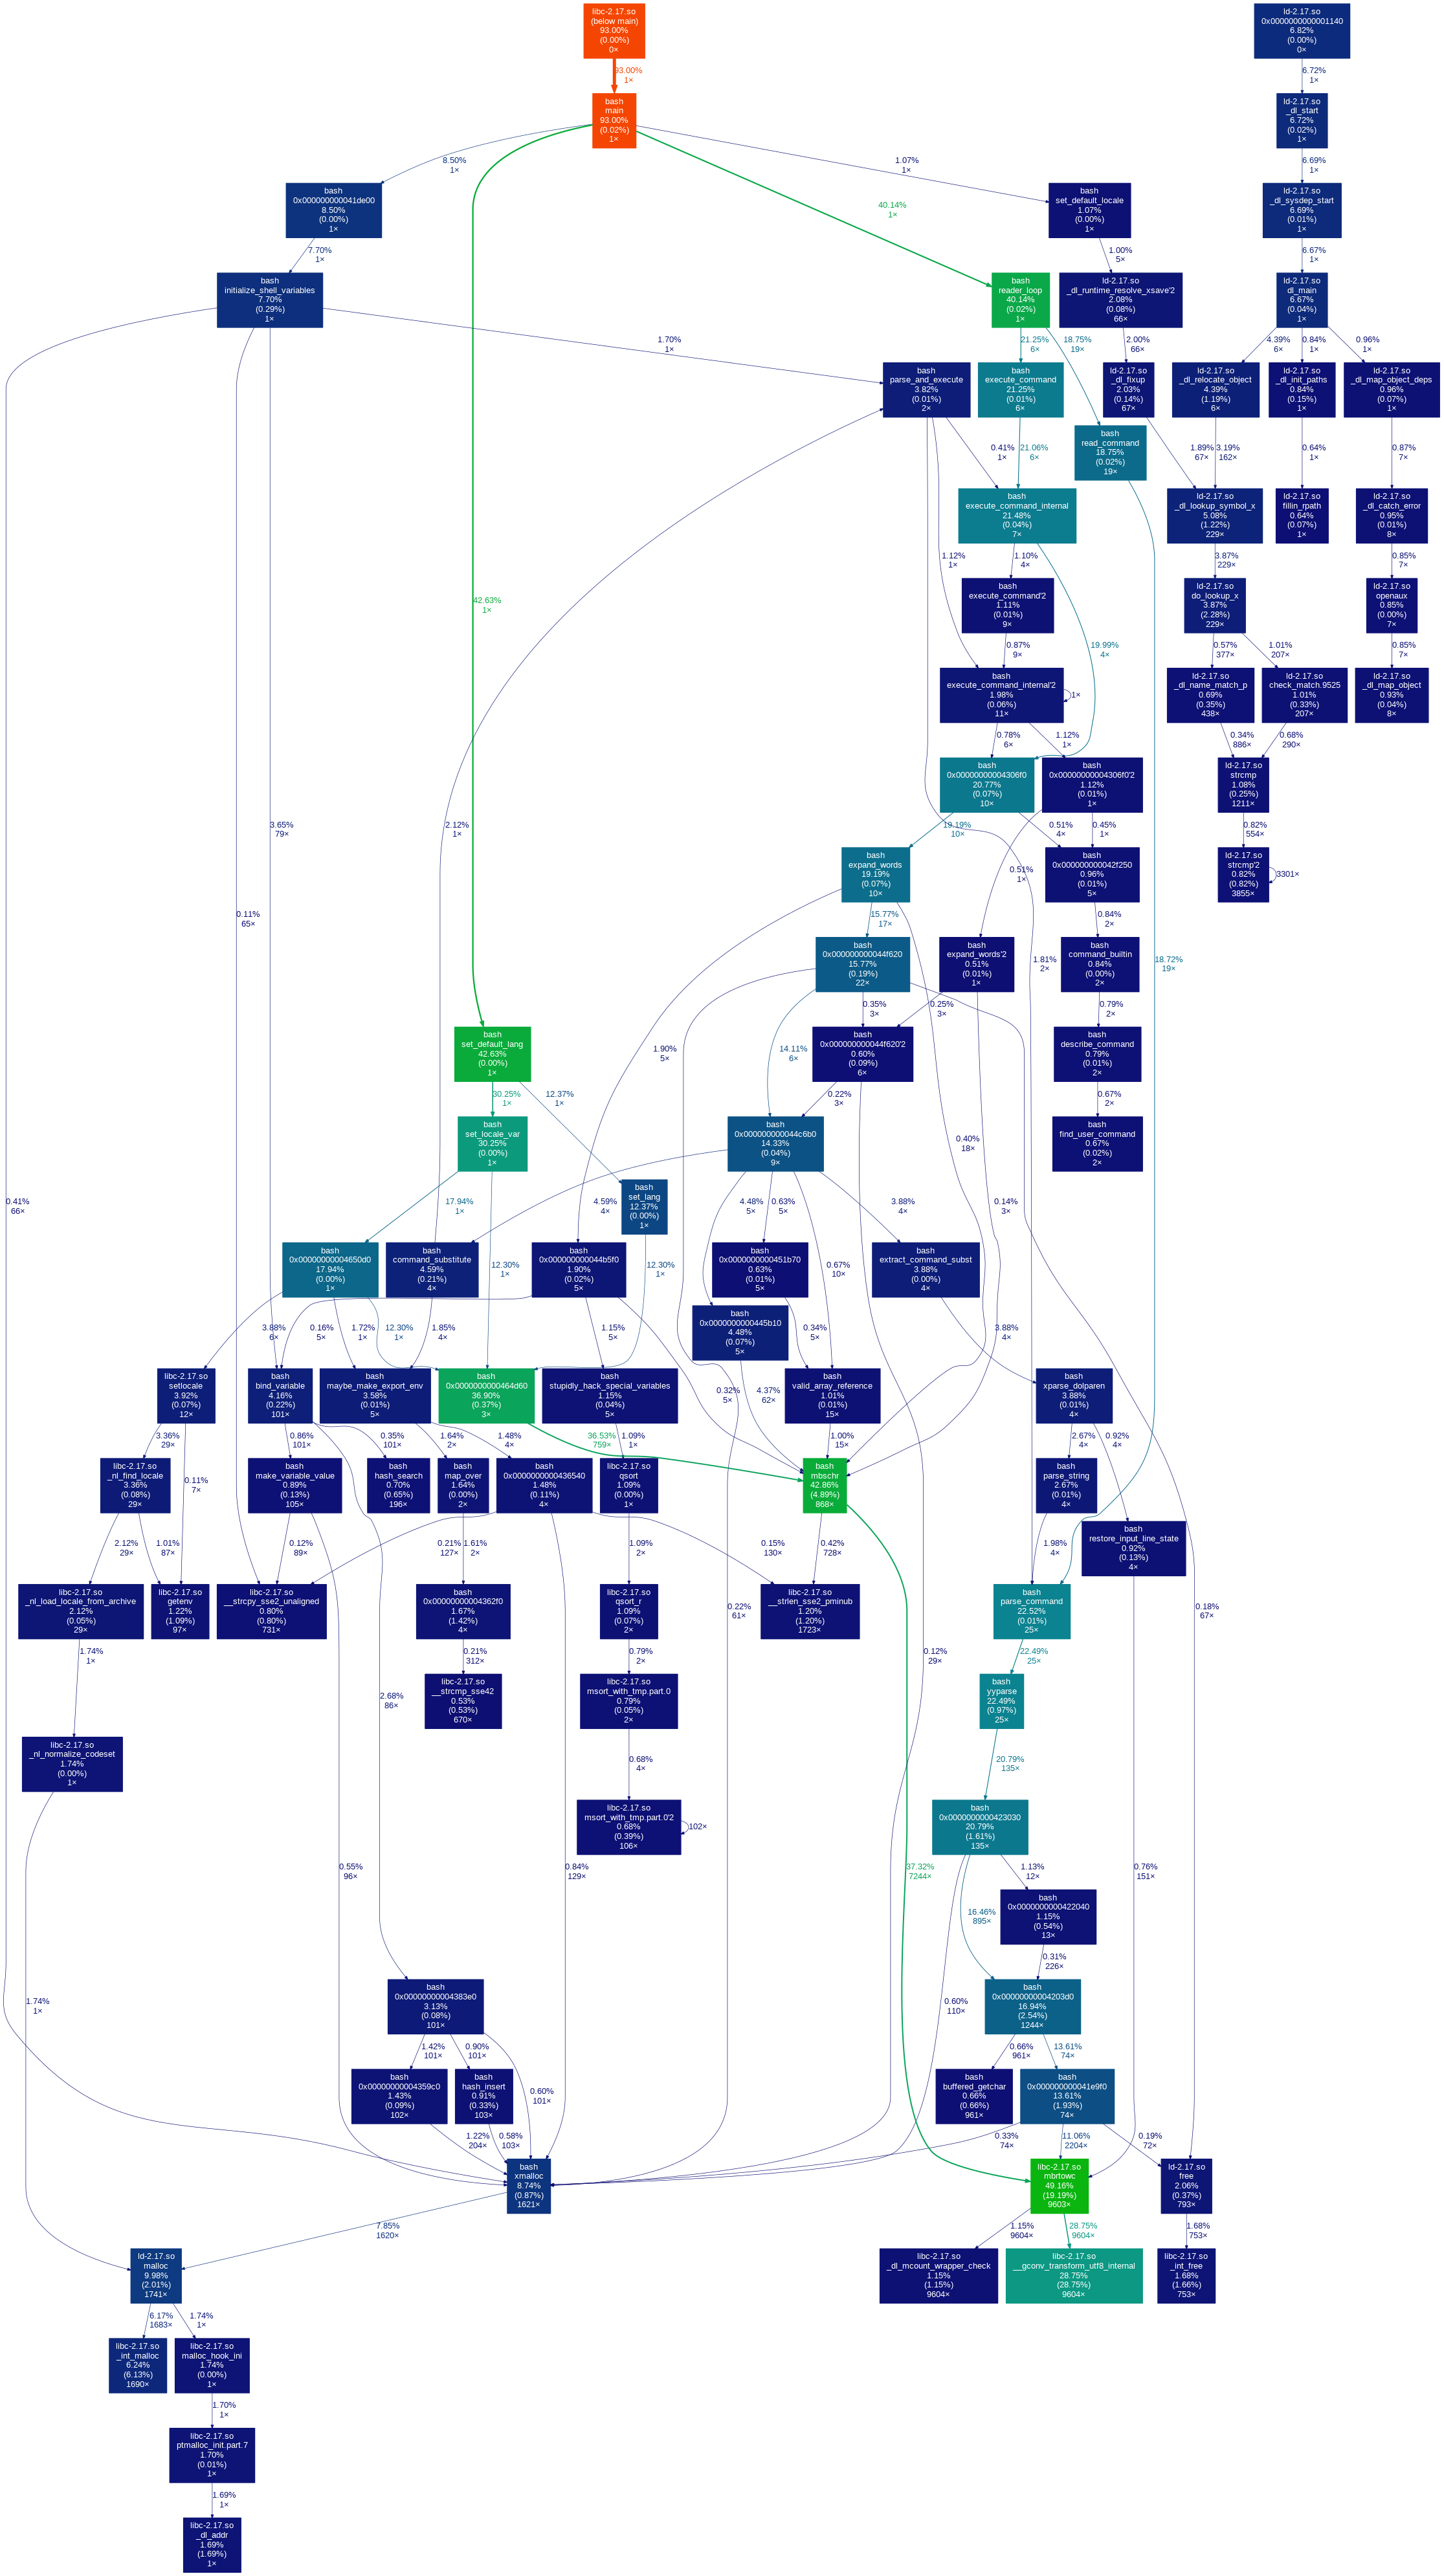 libc-2.17.so
(below main)
93.00%
(0.00%)
0×
ld-2.17.so
0x0000000000001140
6.82%
(0.00%)
0×
93.00%
1×
6.72%
1×
bash
main
93.00%
(0.02%)
1×
ld-2.17.so
_dl_start
6.72%
(0.02%)
1×
8.50%
1×
1.07%
1×
6.69%
1×
40.14%
1×
bash
0x000000000041de00
8.50%
(0.00%)
1×
bash
set_default_locale
1.07%
(0.00%)
1×
ld-2.17.so
_dl_sysdep_start
6.69%
(0.01%)
1×
7.70%
1×
1.00%
5×
6.67%
1×
bash
initialize_shell_variables
7.70%
(0.29%)
1×
bash
reader_loop
40.14%
(0.02%)
1×
ld-2.17.so
_dl_runtime_resolve_xsave'2
2.08%
(0.08%)
66×
ld-2.17.so
dl_main
6.67%
(0.04%)
1×
1.70%
1×
21.25%
6×
18.75%
19×
2.00%
66×
4.39%
6×
0.84%
1×
0.96%
1×
bash
parse_and_execute
3.82%
(0.01%)
2×
bash
execute_command
21.25%
(0.01%)
6×
ld-2.17.so
_dl_fixup
2.03%
(0.14%)
67×
ld-2.17.so
_dl_relocate_object
4.39%
(1.19%)
6×
ld-2.17.so
_dl_init_paths
0.84%
(0.15%)
1×
ld-2.17.so
_dl_map_object_deps
0.96%
(0.07%)
1×
bash
read_command
18.75%
(0.02%)
19×
0.41%
1×
21.06%
6×
1.89%
67×
3.19%
162×
0.64%
1×
0.87%
7×
bash
execute_command_internal
21.48%
(0.04%)
7×
ld-2.17.so
_dl_lookup_symbol_x
5.08%
(1.22%)
229×
ld-2.17.so
fillin_rpath
0.64%
(0.07%)
1×
ld-2.17.so
_dl_catch_error
0.95%
(0.01%)
8×
1.12%
1×
1.10%
4×
3.87%
229×
0.85%
7×
42.63%
1×
bash
execute_command'2
1.11%
(0.01%)
9×
ld-2.17.so
do_lookup_x
3.87%
(2.28%)
229×
ld-2.17.so
openaux
0.85%
(0.00%)
7×
0.87%
9×
19.99%
4×
0.57%
377×
1.01%
207×
0.85%
7×
bash
execute_command_internal'2
1.98%
(0.06%)
11×
1×
ld-2.17.so
_dl_name_match_p
0.69%
(0.35%)
438×
ld-2.17.so
check_match.9525
1.01%
(0.33%)
207×
ld-2.17.so
_dl_map_object
0.93%
(0.04%)
8×
0.78%
6×
1.12%
1×
0.34%
886×
0.68%
290×
bash
0x00000000004306f0
20.77%
(0.07%)
10×
bash
0x00000000004306f0'2
1.12%
(0.01%)
1×
ld-2.17.so
strcmp
1.08%
(0.25%)
1211×
3.65%
79×
2.12%
1×
19.19%
10×
0.51%
4×
0.45%
1×
0.82%
554×
bash
expand_words
19.19%
(0.07%)
10×
0.51%
1×
bash
0x000000000042f250
0.96%
(0.01%)
5×
ld-2.17.so
strcmp'2
0.82%
(0.82%)
3855×
3301×
0.11%
65×
15.77%
17×
0.84%
2×
bash
0x000000000044f620
15.77%
(0.19%)
22×
bash
expand_words'2
0.51%
(0.01%)
1×
bash
command_builtin
0.84%
(0.00%)
2×
1.81%
2×
18.72%
19×
0.35%
3×
0.25%
3×
0.79%
2×
bash
set_default_lang
42.63%
(0.00%)
1×
1.90%
5×
14.11%
6×
bash
0x000000000044f620'2
0.60%
(0.09%)
6×
bash
describe_command
0.79%
(0.01%)
2×
30.25%
1×
12.37%
1×
0.22%
3×
0.67%
2×
bash
set_locale_var
30.25%
(0.00%)
1×
bash
0x000000000044c6b0
14.33%
(0.04%)
9×
0.40%
18×
bash
find_user_command
0.67%
(0.02%)
2×
0.41%
66×
17.94%
1×
bash
set_lang
12.37%
(0.00%)
1×
4.59%
4×
4.48%
5×
0.63%
5×
3.88%
4×
0.14%
3×
bash
0x00000000004650d0
17.94%
(0.00%)
1×
bash
command_substitute
4.59%
(0.21%)
4×
12.30%
1×
bash
0x000000000044b5f0
1.90%
(0.02%)
5×
12.30%
1×
bash
0x0000000000451b70
0.63%
(0.01%)
5×
0.67%
10×
bash
extract_command_subst
3.88%
(0.00%)
4×
3.88%
6×
0.16%
5×
1.72%
1×
12.30%
1×
1.85%
4×
1.15%
5×
bash
0x0000000000445b10
4.48%
(0.07%)
5×
0.34%
5×
3.88%
4×
libc-2.17.so
setlocale
3.92%
(0.07%)
12×
bash
bind_variable
4.16%
(0.22%)
101×
bash
maybe_make_export_env
3.58%
(0.01%)
5×
bash
0x0000000000464d60
36.90%
(0.37%)
3×
bash
stupidly_hack_special_variables
1.15%
(0.04%)
5×
0.32%
5×
4.37%
62×
bash
valid_array_reference
1.01%
(0.01%)
15×
bash
xparse_dolparen
3.88%
(0.01%)
4×
3.36%
29×
0.86%
101×
0.35%
101×
1.64%
2×
1.48%
4×
36.53%
759×
1.09%
1×
1.00%
15×
2.67%
4×
0.92%
4×
libc-2.17.so
_nl_find_locale
3.36%
(0.08%)
29×
0.11%
7×
bash
make_variable_value
0.89%
(0.13%)
105×
bash
hash_search
0.70%
(0.65%)
196×
bash
map_over
1.64%
(0.00%)
2×
bash
0x0000000000436540
1.48%
(0.11%)
4×
libc-2.17.so
qsort
1.09%
(0.00%)
1×
bash
mbschr
42.86%
(4.89%)
868×
bash
parse_string
2.67%
(0.01%)
4×
bash
restore_input_line_state
0.92%
(0.13%)
4×
2.12%
29×
1.01%
87×
0.12%
89×
0.21%
127×
1.61%
2×
1.09%
2×
0.15%
130×
0.42%
728×
1.98%
4×
libc-2.17.so
_nl_load_locale_from_archive
2.12%
(0.05%)
29×
libc-2.17.so
getenv
1.22%
(1.09%)
97×
libc-2.17.so
__strcpy_sse2_unaligned
0.80%
(0.80%)
731×
bash
0x00000000004362f0
1.67%
(1.42%)
4×
libc-2.17.so
qsort_r
1.09%
(0.07%)
2×
0.22%
61×
libc-2.17.so
__strlen_sse2_pminub
1.20%
(1.20%)
1723×
bash
parse_command
22.52%
(0.01%)
25×
0.18%
67×
1.74%
1×
0.21%
312×
0.79%
2×
0.12%
29×
22.49%
25×
2.68%
86×
libc-2.17.so
__strcmp_sse42
0.53%
(0.53%)
670×
libc-2.17.so
msort_with_tmp.part.0
0.79%
(0.05%)
2×
bash
yyparse
22.49%
(0.97%)
25×
libc-2.17.so
_nl_normalize_codeset
1.74%
(0.00%)
1×
0.68%
4×
20.79%
135×
libc-2.17.so
msort_with_tmp.part.0'2
0.68%
(0.39%)
106×
102×
bash
0x0000000000423030
20.79%
(1.61%)
135×
0.55%
96×
0.84%
129×
37.32%
7244×
1.13%
12×
0.76%
151×
16.46%
895×
bash
0x0000000000422040
1.15%
(0.54%)
13×
0.31%
226×
1.74%
1×
bash
0x00000000004383e0
3.13%
(0.08%)
101×
0.60%
110×
bash
0x00000000004203d0
16.94%
(2.54%)
1244×
1.42%
101×
0.90%
101×
0.66%
961×
13.61%
74×
bash
0x00000000004359c0
1.43%
(0.09%)
102×
bash
hash_insert
0.91%
(0.33%)
103×
0.60%
101×
bash
buffered_getchar
0.66%
(0.66%)
961×
bash
0x000000000041e9f0
13.61%
(1.93%)
74×
1.22%
204×
0.58%
103×
0.33%
74×
11.06%
2204×
0.19%
72×
bash
xmalloc
8.74%
(0.87%)
1621×
libc-2.17.so
mbrtowc
49.16%
(19.19%)
9603×
ld-2.17.so
free
2.06%
(0.37%)
793×
7.85%
1620×
1.15%
9604×
28.75%
9604×
1.68%
753×
ld-2.17.so
malloc
9.98%
(2.01%)
1741×
libc-2.17.so
_dl_mcount_wrapper_check
1.15%
(1.15%)
9604×
libc-2.17.so
__gconv_transform_utf8_internal
28.75%
(28.75%)
9604×
libc-2.17.so
_int_free
1.68%
(1.66%)
753×
6.17%
1683×
1.74%
1×
libc-2.17.so
_int_malloc
6.24%
(6.13%)
1690×
libc-2.17.so
malloc_hook_ini
1.74%
(0.00%)
1×
1.70%
1×
libc-2.17.so
ptmalloc_init.part.7
1.70%
(0.01%)
1×
1.69%
1×
libc-2.17.so
_dl_addr
1.69%
(1.69%)
1×